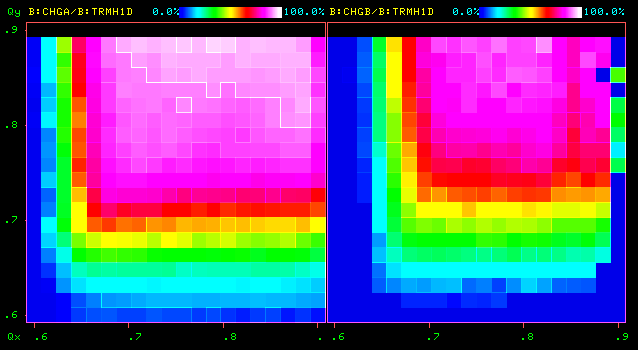 Qy B:CHGA/B:TRMH1D 0.0% 100.0% B:CHGB/B:TRMH1D 0.0% 100.0%
.9
.8
.7
.6
Qx .6 .7 .8 .6 .7 .8 .9